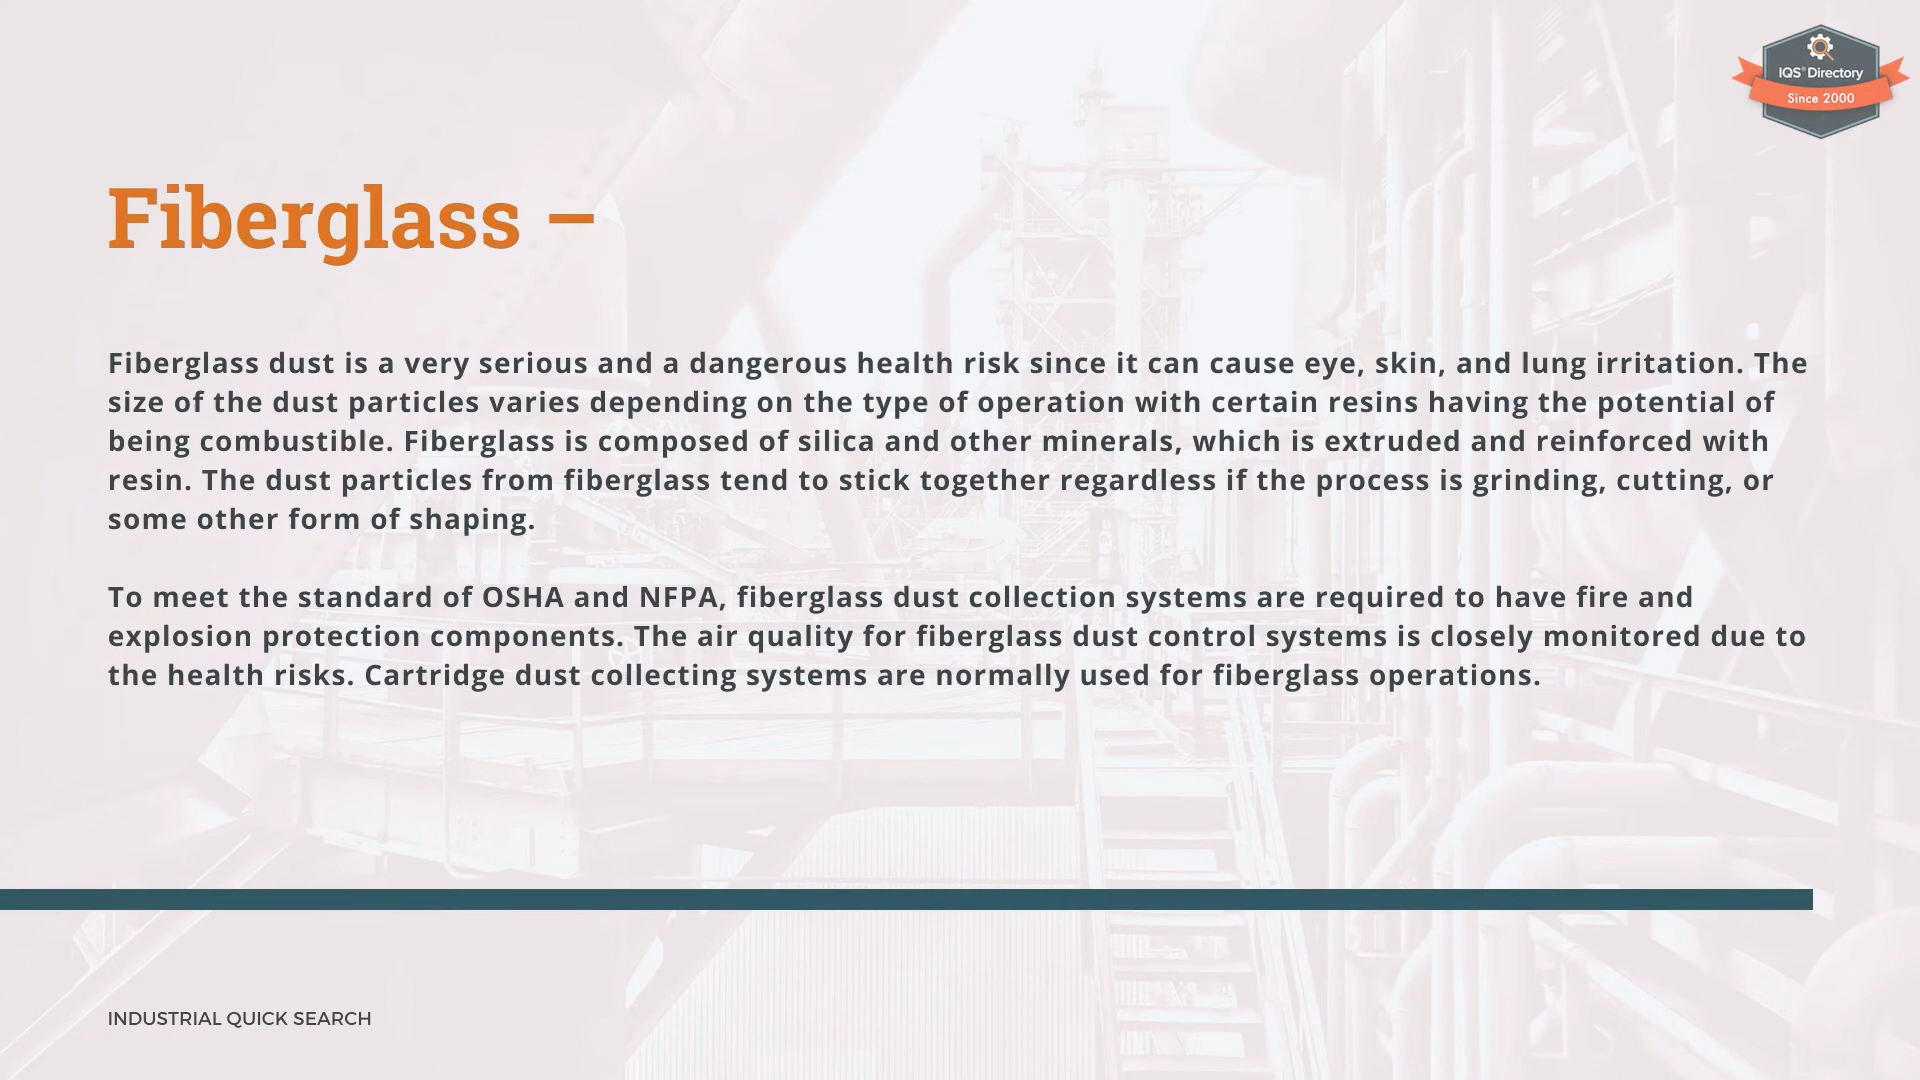 IQS® Directory
Since 2000
Fiberglass –
Fiberglass dust is a very serious and a dangerous health risk since it can cause eye, skin, and lung irritation. The
size of the dust particles varies depending on the type of operation with certain resins having the potential of
being combustible. Fiberglass is composed of silica and other minerals, which is extruded and reinforced with
resin. The dust particles from fiberglass tend to stick together regardless if the process is grinding, cutting, or
some other form of shaping.
To meet the standard of OSHA and NFPA, fiberglass dust collection systems are required to have fire and
explosion protection components. The air quality for fiberglass dust control systems is closely monitored due to
the health risks. Cartridge dust collecting systems are normally used for fiberglass operations.
INDUSTRIAL QUICK SEARCH